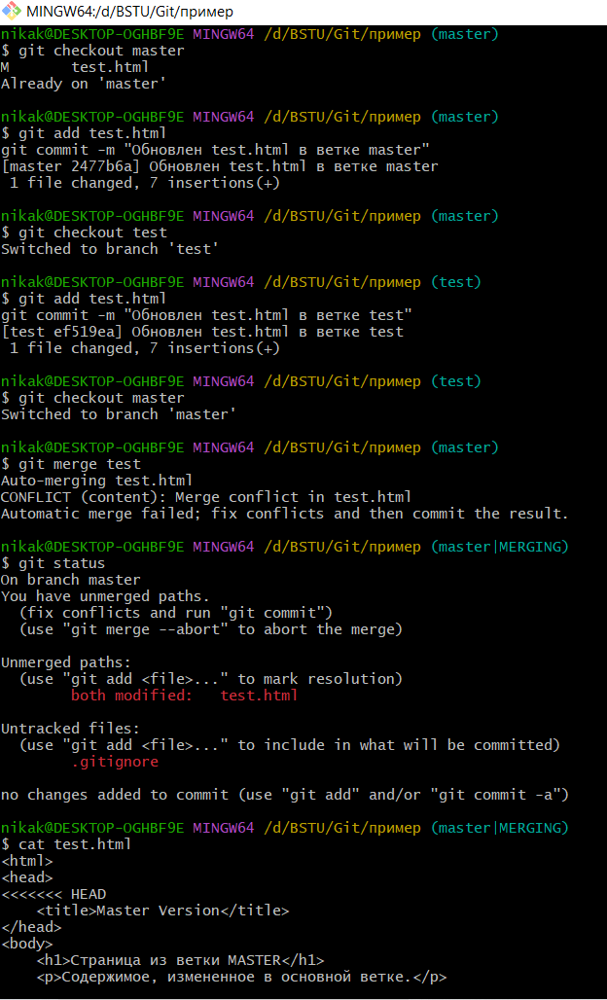 MINGW64:/d/BSTU/Git/пример
nikak@DESKTOP-OGHBF9E MINGW64 /d/BSTU/Git/пример (master)
$ git checkout master
M       test.html
Already on 'master'

nikak@DESKTOP-OGHBF9E MINGW64 /d/BSTU/Git/пример (master)
$ git add test.html
git commit -m "Обновлен test.html в ветке master"
[master 2477b6a] Обновлен test.html в ветке master
 1 file changed, 7 insertions(+)

nikak@DESKTOP-OGHBF9E MINGW64 /d/BSTU/Git/пример (master)
$ git checkout test
Switched to branch 'test'

nikak@DESKTOP-OGHBF9E MINGW64 /d/BSTU/Git/пример (test)
$ git add test.html
git commit -m "Обновлен test.html в ветке test"
[test ef519ea] Обновлен test.html в ветке test
 1 file changed, 7 insertions(+)

nikak@DESKTOP-OGHBF9E MINGW64 /d/BSTU/Git/пример (test)
$ git checkout master
Switched to branch 'master'

nikak@DESKTOP-OGHBF9E MINGW64 /d/BSTU/Git/пример (master)
$ git merge test
Auto-merging test.html
CONFLICT (content): Merge conflict in test.html
Automatic merge failed; fix conflicts and then commit the result.

nikak@DESKTOP-OGHBF9E MINGW64 /d/BSTU/Git/пример (master|MERGING)
$ git status
On branch master
You have unmerged paths.
  (fix conflicts and run "git commit")
  (use "git merge --abort" to abort the merge)

Unmerged paths:
  (use "git add <file>..." to mark resolution)
        both modified:   test.html

Untracked files:
  (use "git add <file>..." to include in what will be committed)
        .gitignore

no changes added to commit (use "git add" and/or "git commit -a")

nikak@DESKTOP-OGHBF9E MINGW64 /d/BSTU/Git/пример (master|MERGING)
$ cat test.html
<html>
<head>
<<<<<<< HEAD
    <title>Master Version</title>
</head>
<body>
    <h1>Страница из ветки MASTER</h1>
    <p>Содержимое, измененное в основной ветке.</p>